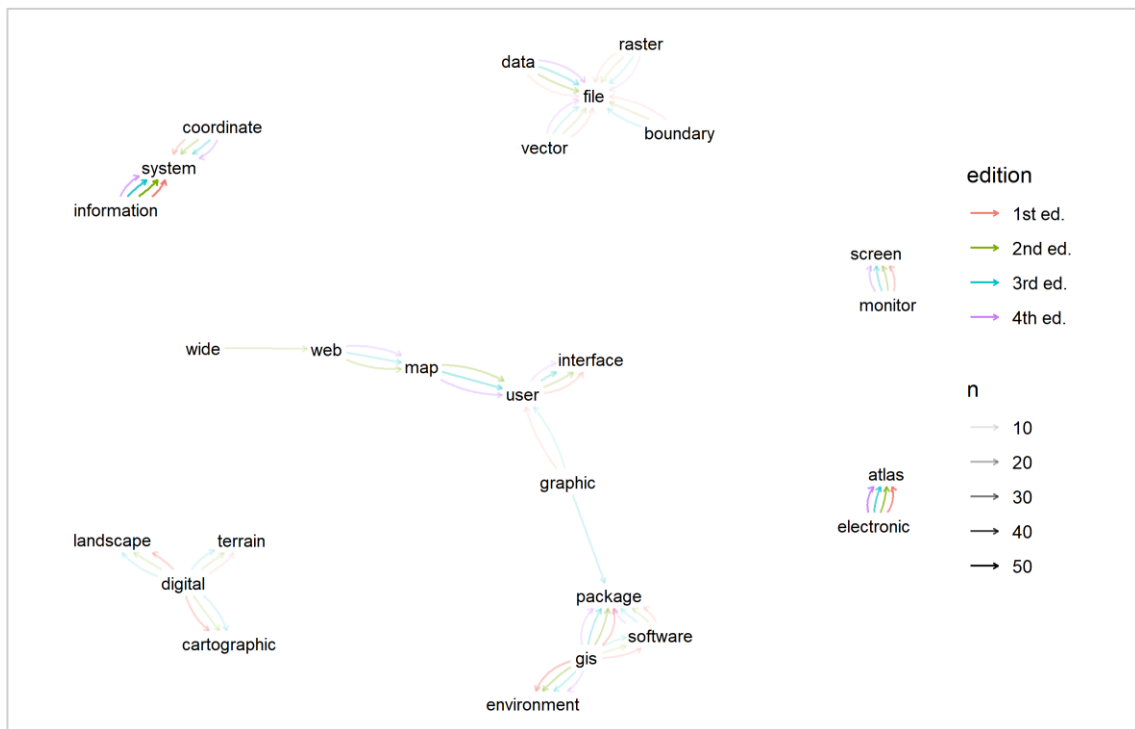 raster
data
file
coordinate
boundary
vector
system
information
edition
1st ed.
2nd ed.
3rd ed.
4th ed.
screen
monitor
wide
web
map
interface
user
n
10
20
30
40
50
graphic
atlas
electronic
landscape
terrain
digital
cartographic
package
software
gis
environment